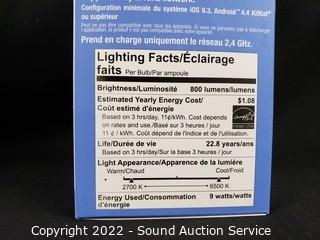 Configuration minimale du système iOS 9.3, Android™ 4.4 KitKat®
ou supérieur
Prend en charge uniquement le réseau 2,4 GHz.
Lighting Facts/Éclairage
faits Per Bulb/Par ampoule
Brightness/Luminosité 800 lumens/lumens
Estimated Yearly Energy Cost/ $1.08
Coût estimé d'énergie
Based on 3 hrs/day, 11¢/kWh. Cost depends
on rates and use./Basé sur 3 heures / jour
11 ¢ / kWh. Coût dépend de l'indice et de l'utilisation.
Life/Durée de vie 22.8 years/ans
Based on 3 hrs/day/Sur la base 3 heures / jour
Light Appearance/Apparence de la lumière
Warm/Chaud Cool/Froid
2700 K 6500 K
Energy Used/Consommation 9 watts/watts
d'énergie
Copyright 2022 - Sound Auction Service